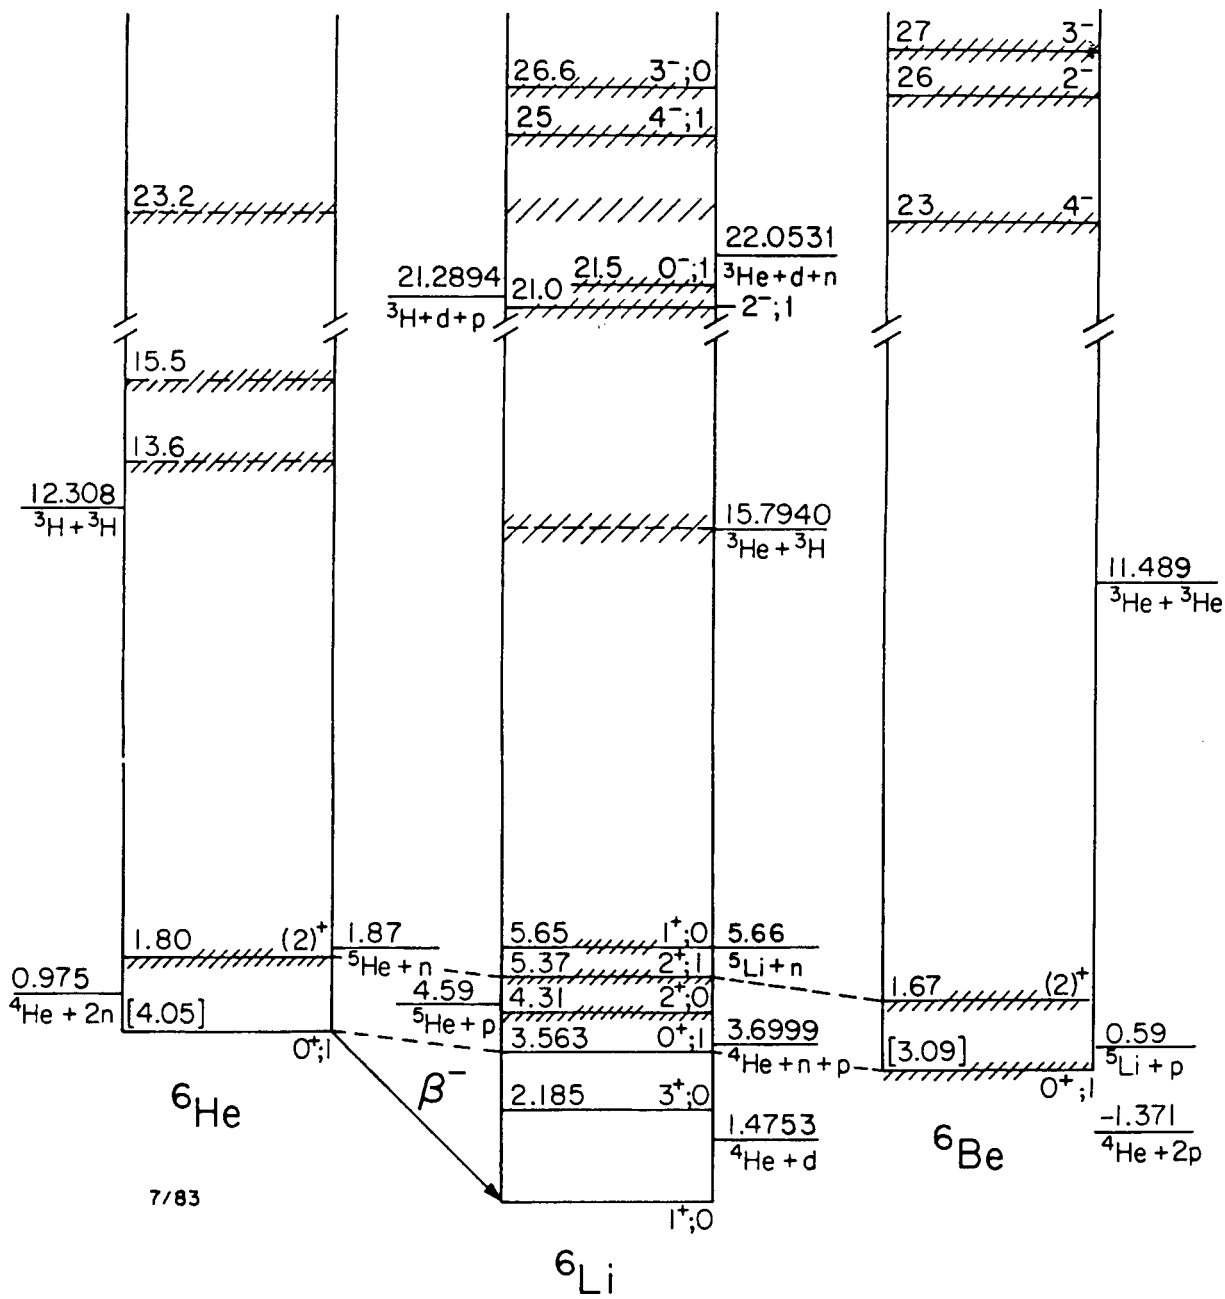 27 3⁻
26.6 3⁻;0
26 2⁻
25 4⁻;1
23.2
23 4⁻
22.0531
³He+d+n
21.5 0⁻;1
21.2894
³H+d+p
21.0
2⁻;1
15.5
13.6
12.308
³H + ³H
15.7940
³He + ³H
11.489
³He + ³He
1.80 (2)⁺
1.87
⁵He+n
5.65 1⁺;0
5.66
⁵Li+n
5.37 2⁺;1
0.975
⁴He + 2n
[4.05]
0⁺;1
4.59
⁵He+p
4.31 2⁺;0
1.67 (2)⁺
3.563 0⁺;1
3.6999
⁴He+n+p
[3.09]
0⁺;1
0.59
⁵Li+p
⁶He
β⁻
2.185 3⁺;0
1.4753
⁴He+d
⁶Be
-1.371
⁴He+2p
7/83
1⁺;0
⁶Li